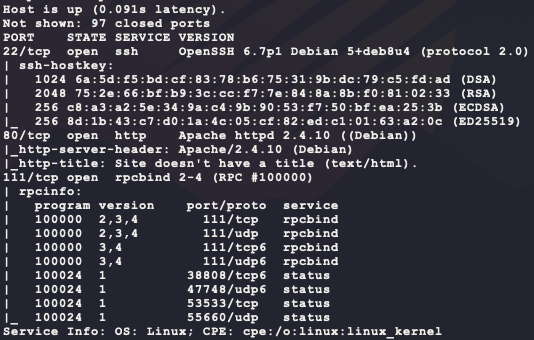 Host is up (0.091s latency).
Not shown: 97 closed ports
PORT    STATE SERVICE VERSION
22/tcp  open  ssh     OpenSSH 6.7p1 Debian 5+deb8u4 (protocol 2.0)
| ssh-hostkey:
|   1024 6a:5d:f5:bd:cf:83:78:b6:75:31:9b:dc:79:c5:fd:ad (DSA)
|   2048 75:2e:66:bf:b9:3c:cc:f7:7e:84:8a:8b:f0:81:02:33 (RSA)
|   256 c8:a3:a2:5e:34:9a:c4:9b:90:53:f7:50:bf:ea:25:3b (ECDSA)
|_  256 8d:1b:43:c7:d0:1a:4c:05:cf:82:ed:c1:01:63:a2:0c (ED25519)
80/tcp  open  http    Apache httpd 2.4.10 ((Debian))
|_http-server-header: Apache/2.4.10 (Debian)
|_http-title: Site doesn't have a title (text/html).
111/tcp open  rpcbind 2-4 (RPC #100000)
| rpcinfo:
|   program version    port/proto  service
|   100000  2,3,4        111/tcp   rpcbind
|   100000  2,3,4        111/udp   rpcbind
|   100000  3,4          111/tcp6  rpcbind
|   100000  3,4          111/udp6  rpcbind
|   100024  1          38808/tcp6  status
|   100024  1          47748/udp6  status
|   100024  1          53533/tcp   status
|_  100024  1          55660/udp   status
Service Info: OS: Linux; CPE: cpe:/o:linux:linux_kernel